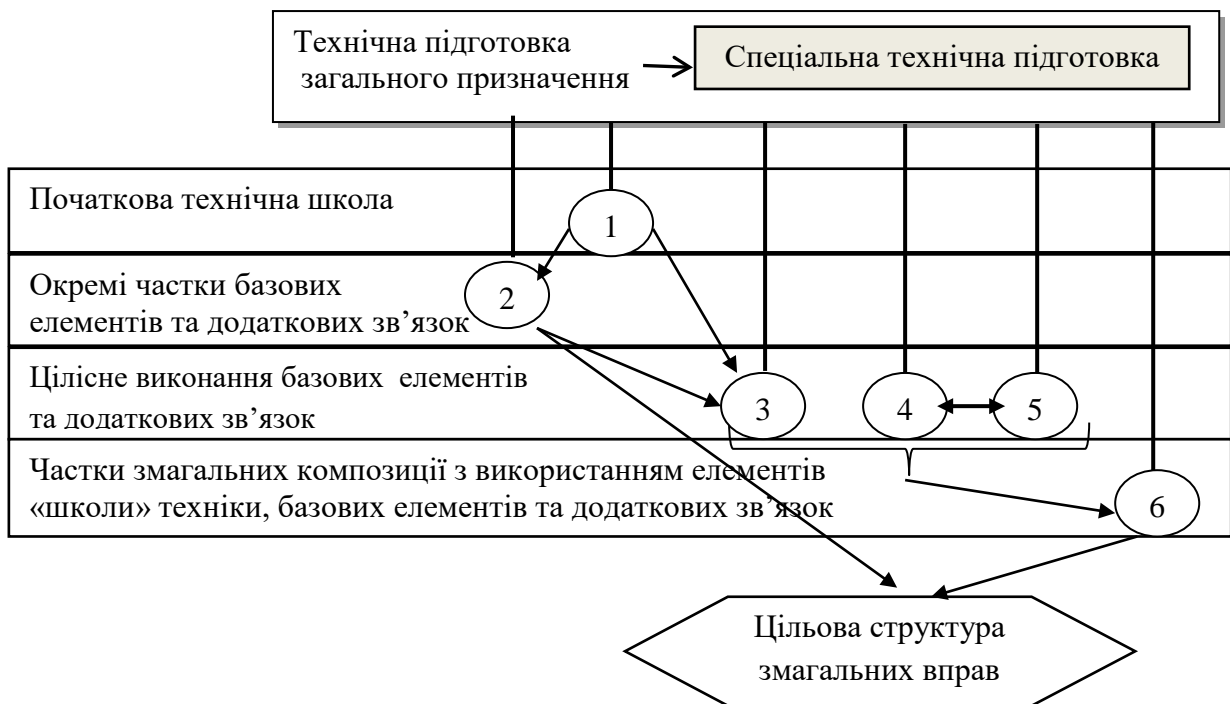 Технічна підготовка
загального призначення
Спеціальна технічна підготовка
Початкова технічна школа
1
Окремі частки базових
елементів та додаткових зв’язок
2
Цілісне виконання базових елементів
та додаткових зв’язок
3
4
5
Частки змагальних композиції з використанням елементів
«школи» техніки, базових елементів та додаткових зв’язок
6
Цільова структура
змагальних вправ